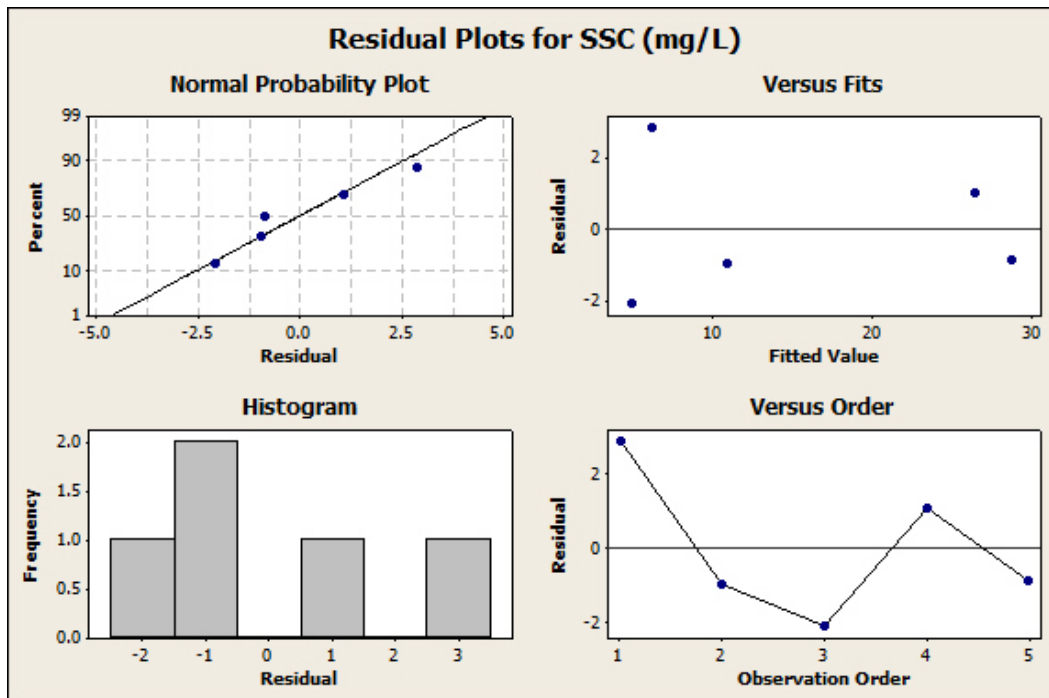 Residual Plots for SSC (mg/L)
Normal Probability Plot
99
90
50
10
1
Percent
-5.0 -2.5 0.0 2.5 5.0
Residual
Versus Fits
2
0
-2
Residual
10 20 30
Fitted Value
Histogram
2.0
1.5
1.0
0.5
0.0
Frequency
-2 -1 0 1 2 3
Residual
Versus Order
2
0
-2
Residual
1 2 3 4 5
Observation Order